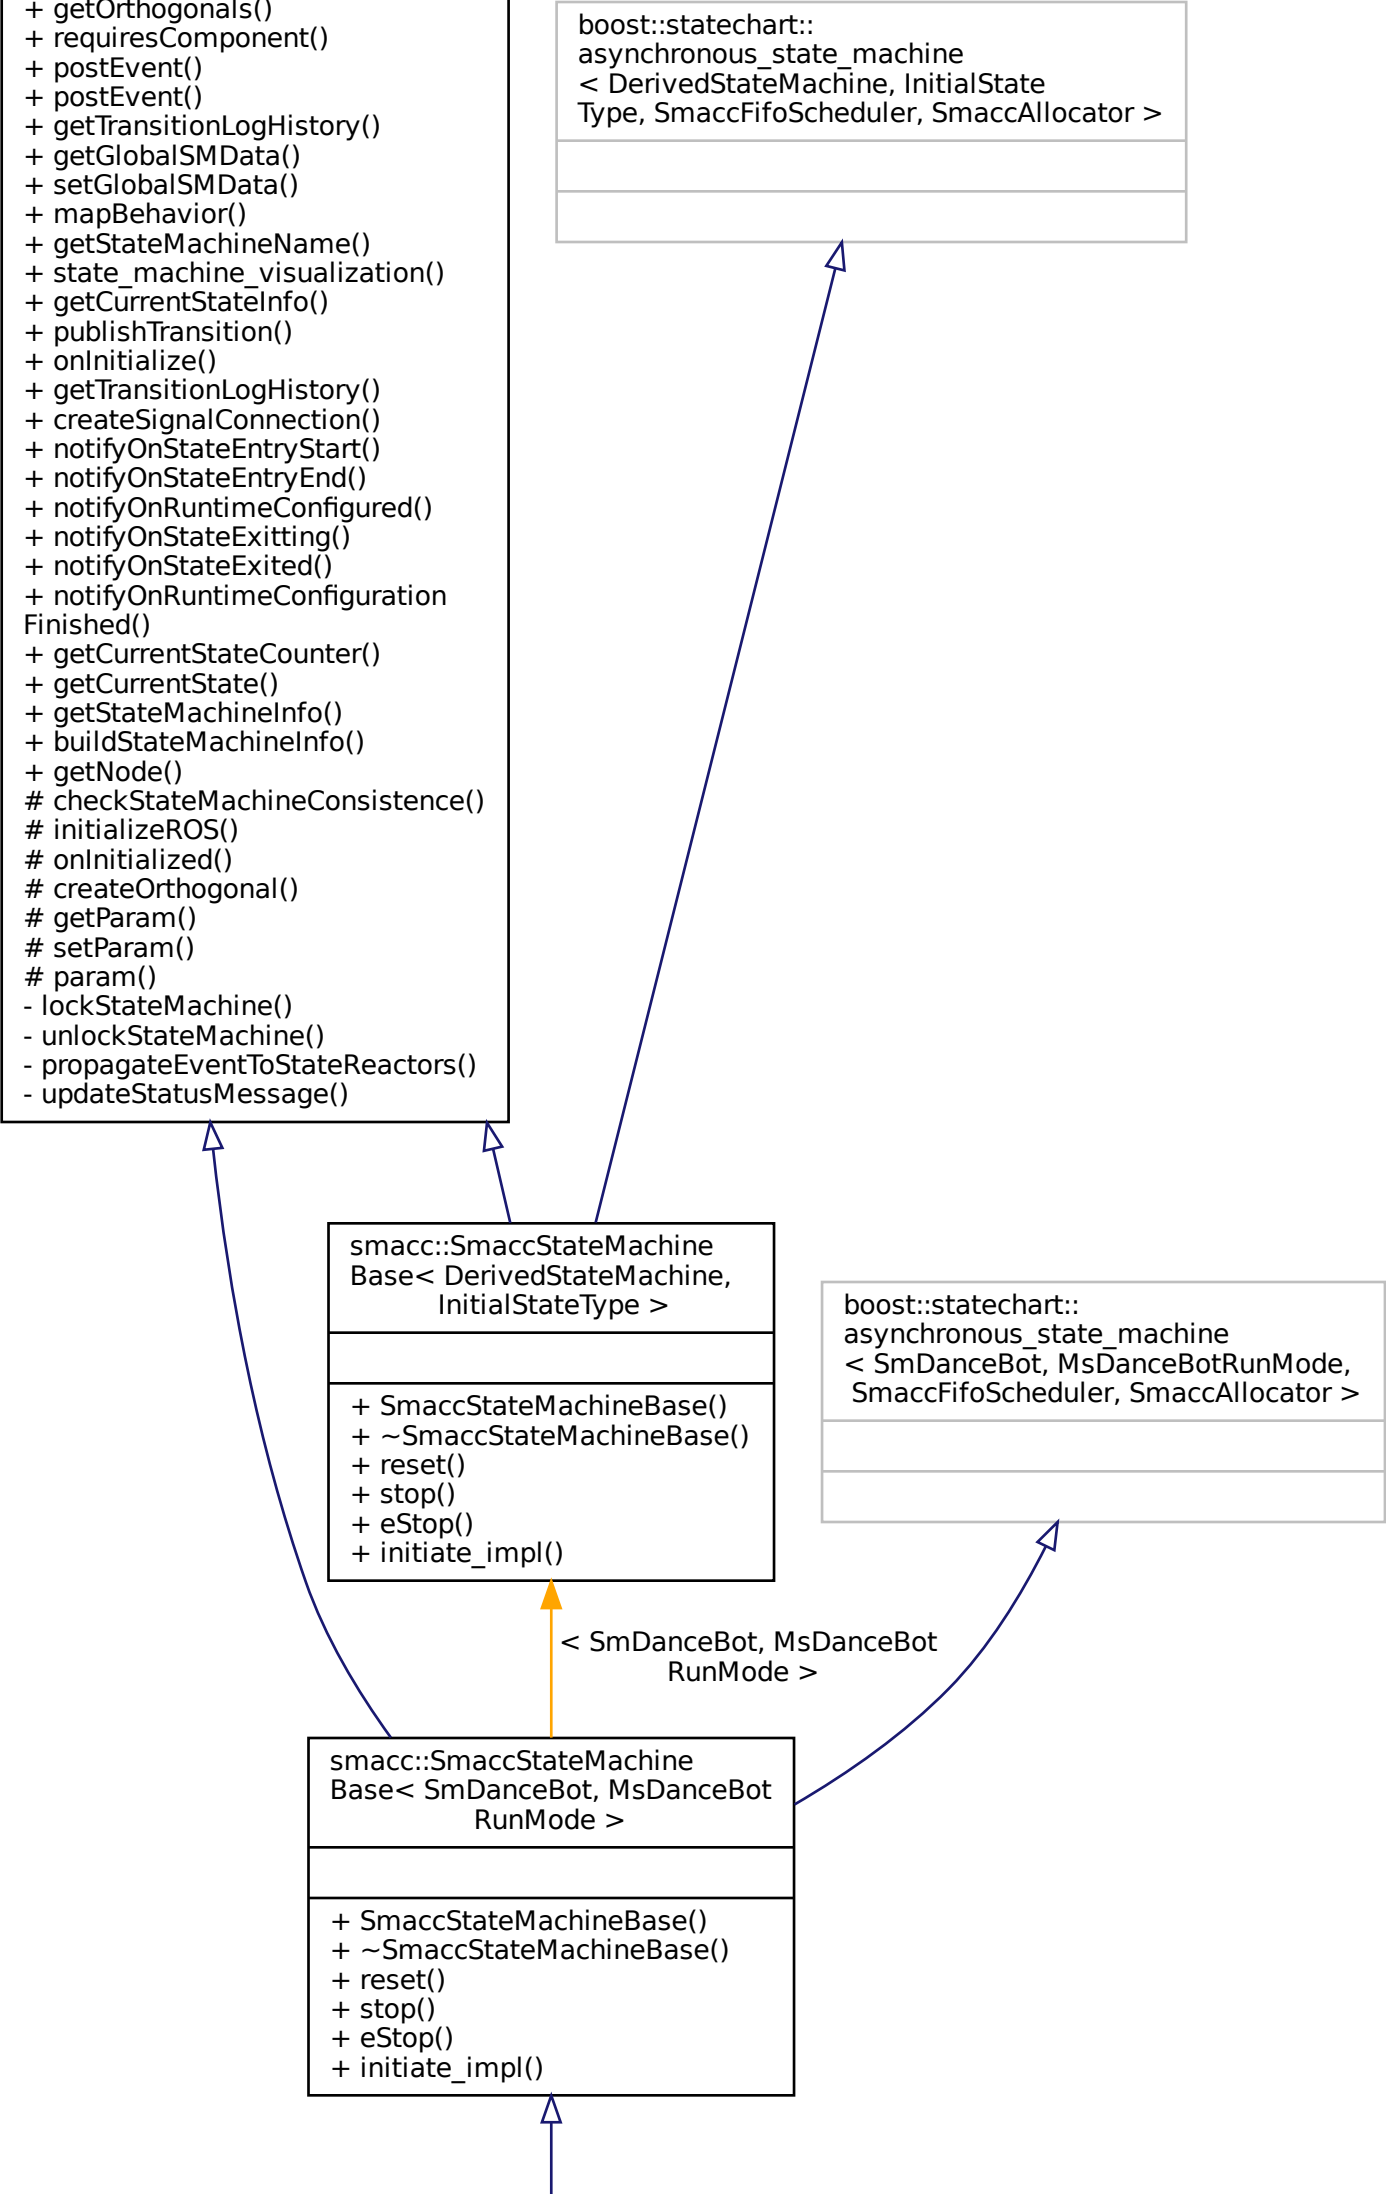 + getOrthogonals()
+ requiresComponent()
+ postEvent()
+ postEvent()
+ getTransitionLogHistory()
+ getGlobalSMData()
+ setGlobalSMData()
+ mapBehavior()
+ getStateMachineName()
+ state_machine_visualization()
+ getCurrentStateInfo()
+ publishTransition()
+ onInitialize()
+ getTransitionLogHistory()
+ createSignalConnection()
+ notifyOnStateEntryStart()
+ notifyOnStateEntryEnd()
+ notifyOnRuntimeConfigured()
+ notifyOnStateExitting()
+ notifyOnStateExited()
+ notifyOnRuntimeConfiguration
Finished()
+ getCurrentStateCounter()
+ getCurrentState()
+ getStateMachineInfo()
+ buildStateMachineInfo()
+ getNode()
# checkStateMachineConsistence()
# initializeROS()
# onInitialized()
# createOrthogonal()
# getParam()
# setParam()
# param()
- lockStateMachine()
- unlockStateMachine()
- propagateEventToStateReactors()
- updateStatusMessage()
boost::statechart::
asynchronous_state_machine
< DerivedStateMachine, InitialState
Type, SmaccFifoScheduler, SmaccAllocator >
smacc::SmaccStateMachine
Base< DerivedStateMachine,
InitialStateType >
+ SmaccStateMachineBase()
+ ~SmaccStateMachineBase()
+ reset()
+ stop()
+ eStop()
+ initiate_impl()
boost::statechart::
asynchronous_state_machine
< SmDanceBot, MsDanceBotRunMode,
SmaccFifoScheduler, SmaccAllocator >
< SmDanceBot, MsDanceBot
RunMode >
smacc::SmaccStateMachine
Base< SmDanceBot, MsDanceBot
RunMode >
+ SmaccStateMachineBase()
+ ~SmaccStateMachineBase()
+ reset()
+ stop()
+ eStop()
+ initiate_impl()